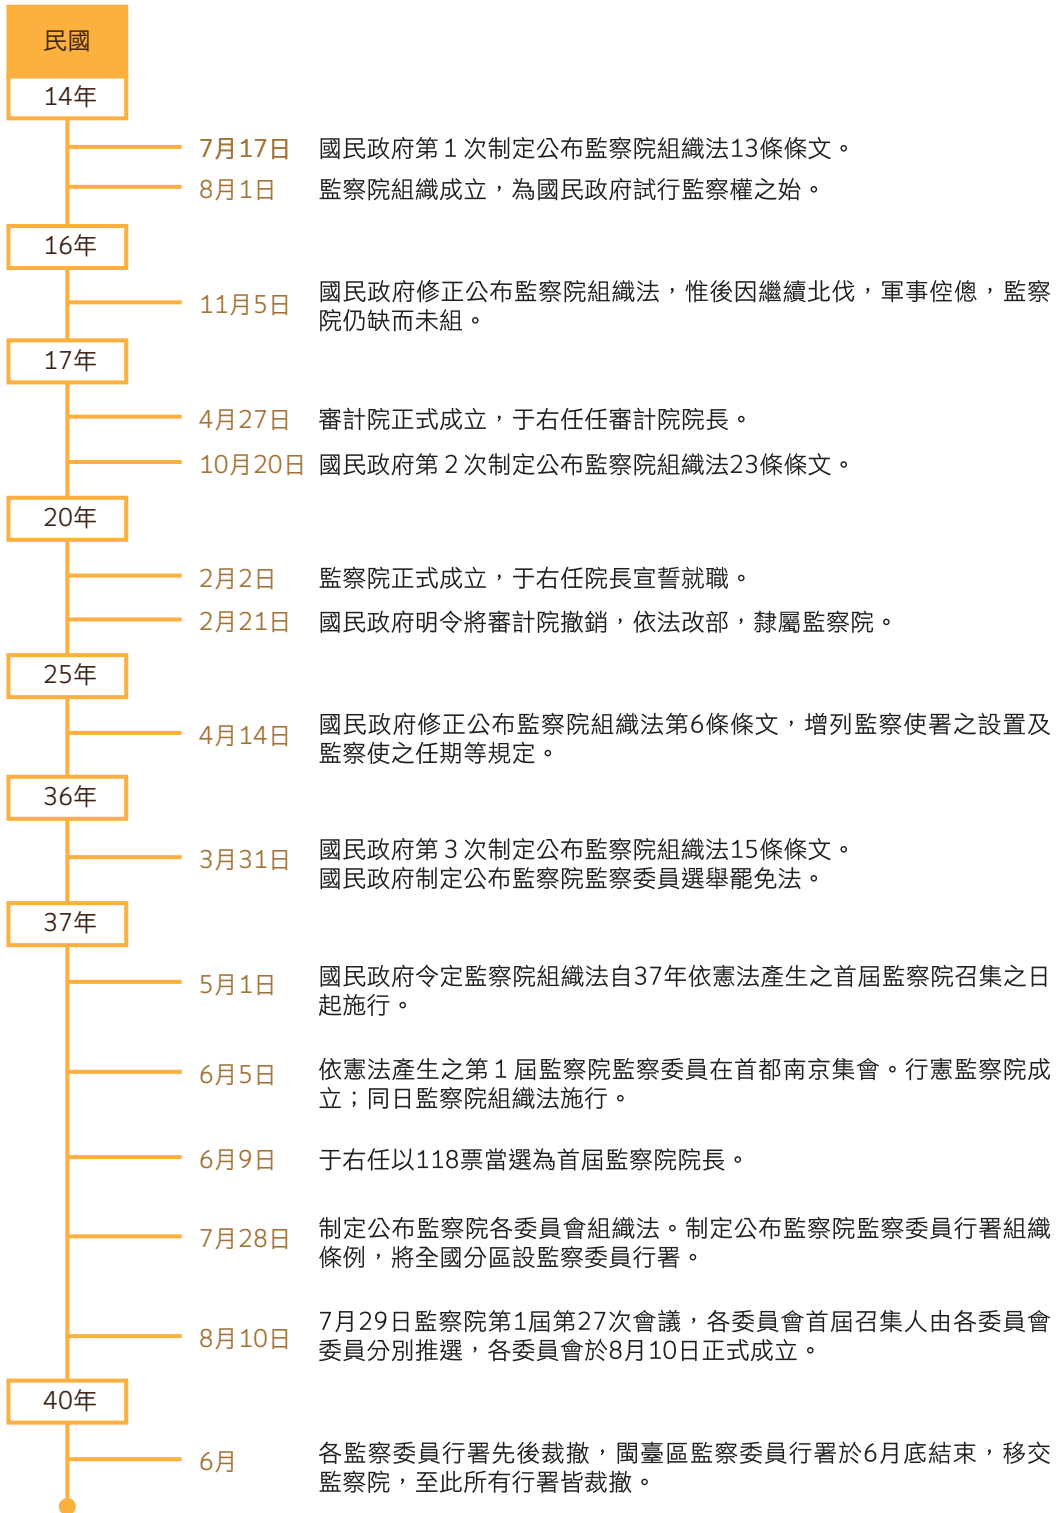 民國
14年
7月17日
國民政府第１次制定公布監察院組織法13條條文。
8月1日
監察院組織成立，為國民政府試行監察權之始。
16年
11月5日
國民政府修正公布監察院組織法，惟後因繼續北伐，軍事倥傯，監察
院仍缺而未組。
17年
4月27日
審計院正式成立，于右任任審計院院長。
10月20日
國民政府第２次制定公布監察院組織法23條條文。
20年
2月2日
監察院正式成立，于右任院長宣誓就職。
2月21日
國民政府明令將審計院撤銷，依法改部，隸屬監察院。
25年
4月14日
國民政府修正公布監察院組織法第6條條文，增列監察使署之設置及
監察使之任期等規定。
36年
3月31日
國民政府第３次制定公布監察院組織法15條條文。
國民政府制定公布監察院監察委員選舉罷免法。
37年
5月1日
國民政府令定監察院組織法自37年依憲法產生之首屆監察院召集之日
起施行。
6月5日
依憲法產生之第１屆監察院監察委員在首都南京集會。行憲監察院成
立；同日監察院組織法施行。
6月9日
于右任以118票當選為首屆監察院院長。
7月28日
制定公布監察院各委員會組織法。制定公布監察院監察委員行署組織
條例，將全國分區設監察委員行署。
8月10日
7月29日監察院第1屆第27次會議，各委員會首屆召集人由各委員會
委員分別推選，各委員會於8月10日正式成立。
40年
6月
各監察委員行署先後裁撤，閩臺區監察委員行署於6月底結束，移交
監察院，至此所有行署皆裁撤。